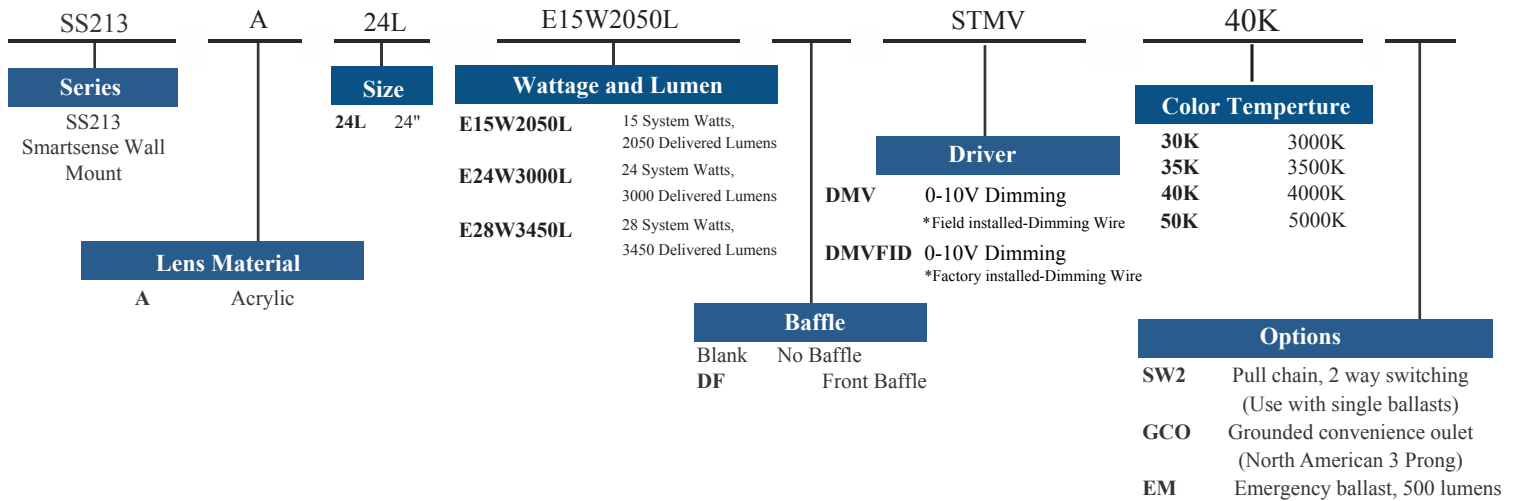 SS213 A 24L E15W2050L STMV 40K
Series
SS213
Smartsense Wall
Mount
Lens Material
A Acrylic
Size
24L 24"
Wattage and Lumen
E15W2050L 15 System Watts,
2050 Delivered Lumens
E24W3000L 24 System Watts,
3000 Delivered Lumens
E28W3450L 28 System Watts,
3450 Delivered Lumens
Baffle
Blank No Baffle
DF Front Baffle
Driver
DMV 0-10V Dimming
*Field installed-Dimming Wire
DMVFID 0-10V Dimming
*Factory installed-Dimming Wire
Color Temperture
30K 3000K
35K 3500K
40K 4000K
50K 5000K
Options
SW2 Pull chain, 2 way switching
(Use with single ballasts)
GCO Grounded convenience oulet
(North American 3 Prong)
EM Emergency ballast, 500 lumens